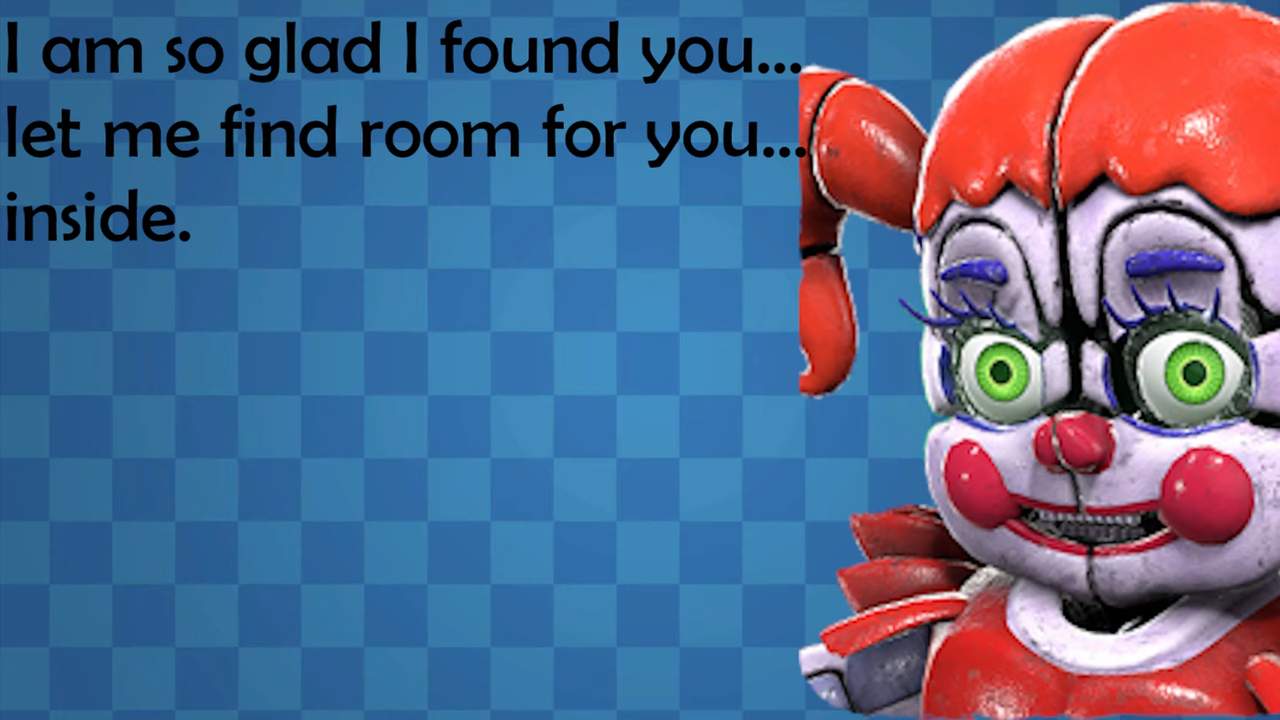 I am so glad I found you...
let me find room for you...
inside.